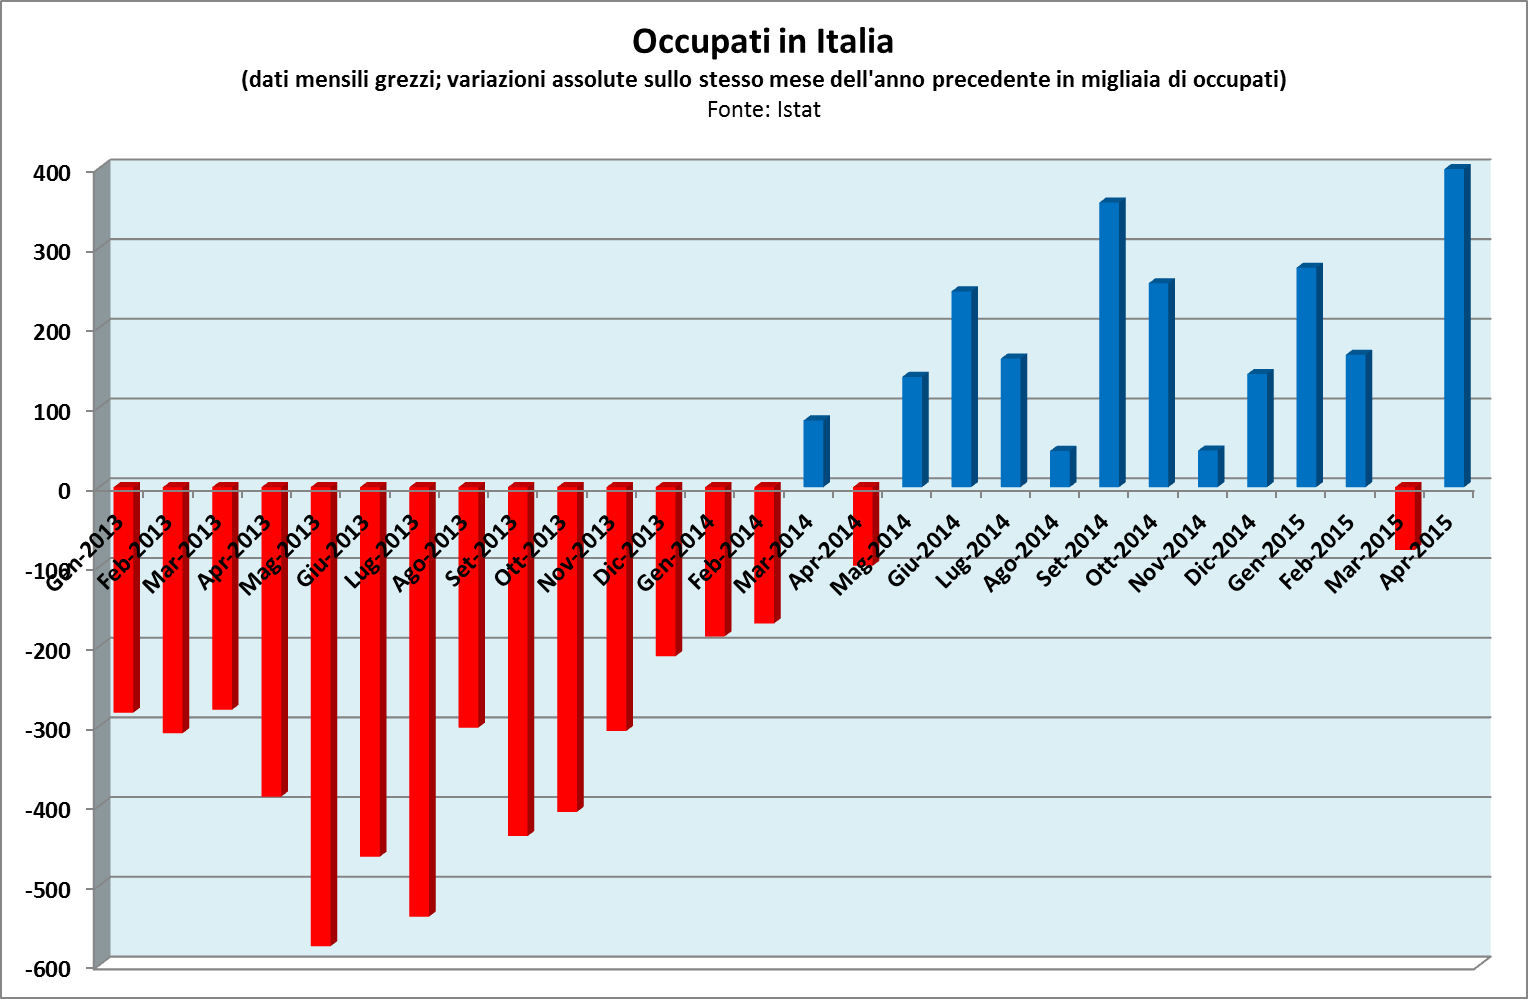 Occupati in Italia
(dati mensili grezzi; variazioni assolute sullo stesso mese dell'anno precedente in migliaia di occupati)
Fonte: Istat
400
300
200
100
0
-100
-200
-300
-400
-500
-600
Gen-2013
Feb-2013
Mar-2013
Apr-2013
Mag-2013
Giu-2013
Lug-2013
Ago-2013
Set-2013
Ott-2013
Nov-2013
Dic-2013
Gen-2014
Feb-2014
Mar-2014
Apr-2014
Mag-2014
Giu-2014
Lug-2014
Ago-2014
Set-2014
Ott-2014
Nov-2014
Dic-2014
Gen-2015
Feb-2015
Mar-2015
Apr-2015